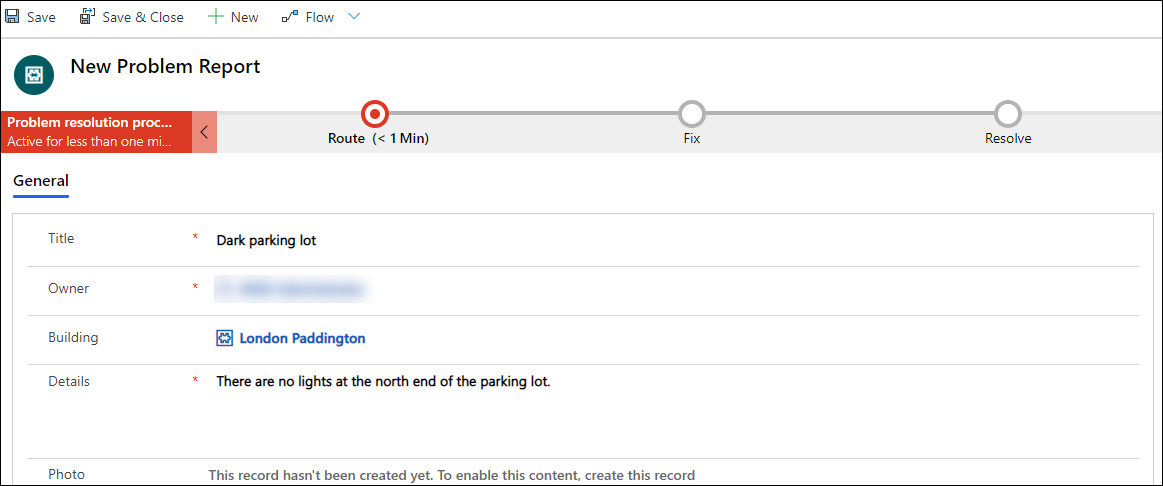 Save Save & Close New Flow
New Problem Report
Problem resolution proc...
Active for less than one mi...
Route (< 1 Min) Fix Resolve
General
Title * Dark parking lot
Owner *
Building London Paddington
Details * There are no lights at the north end of the parking lot.
Photo This record hasn't been created yet. To enable this content, create this record